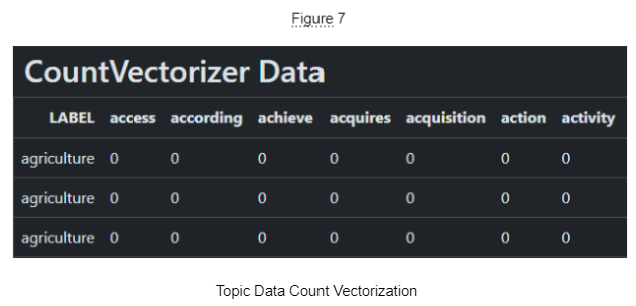 Figure 7
CountVectorizer Data
LABEL access according achieve acquires acquisition action activity
agriculture 0 0 0 0 0 0 0
agriculture 0 0 0 0 0 0 0
agriculture 0 0 0 0 0 0 0
Topic Data Count Vectorization